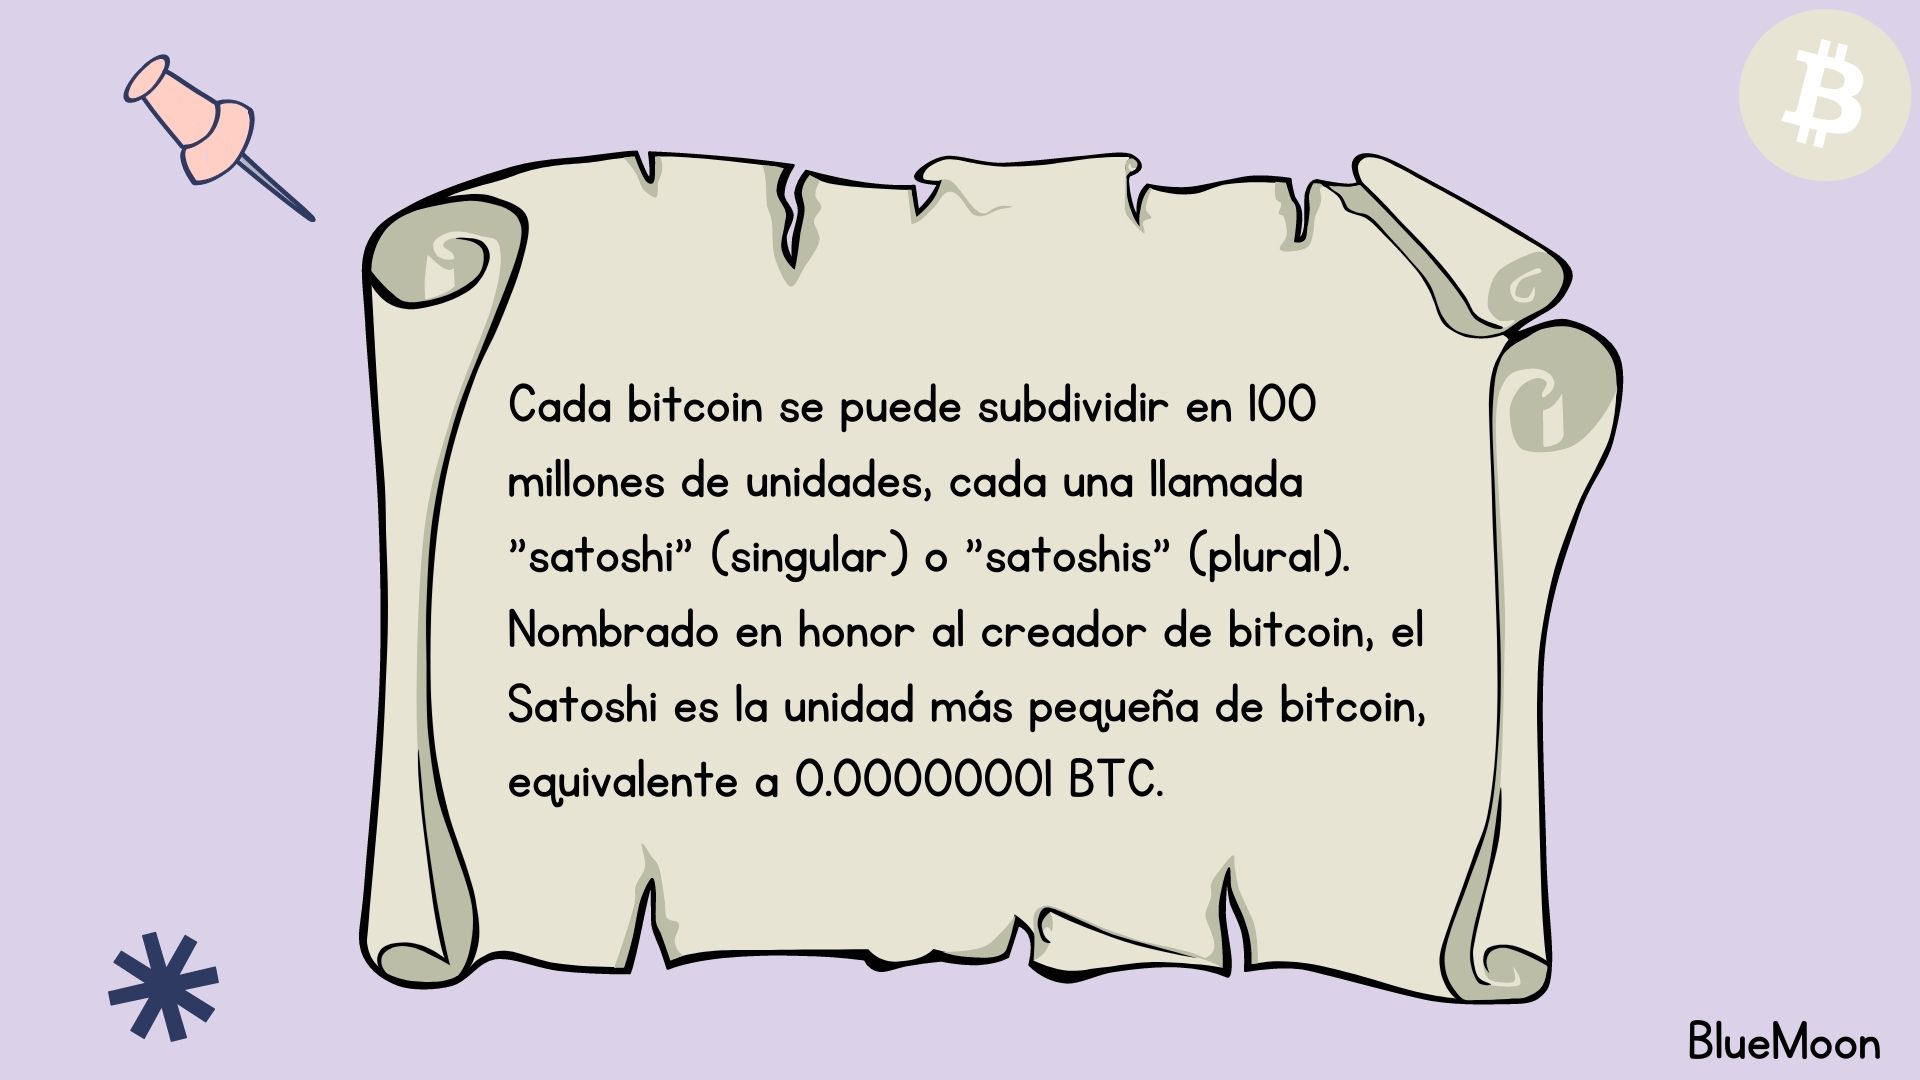 Cada bitcoin se puede subdividir en 100
millones de unidades, cada una llamada
"satoshi" (singular) o "satoshis" (plural).
Nombrado en honor al creador de bitcoin, el
Satoshi es la unidad más pequeña de bitcoin,
equivalente a 0.00000001 BTC.
BlueMoon